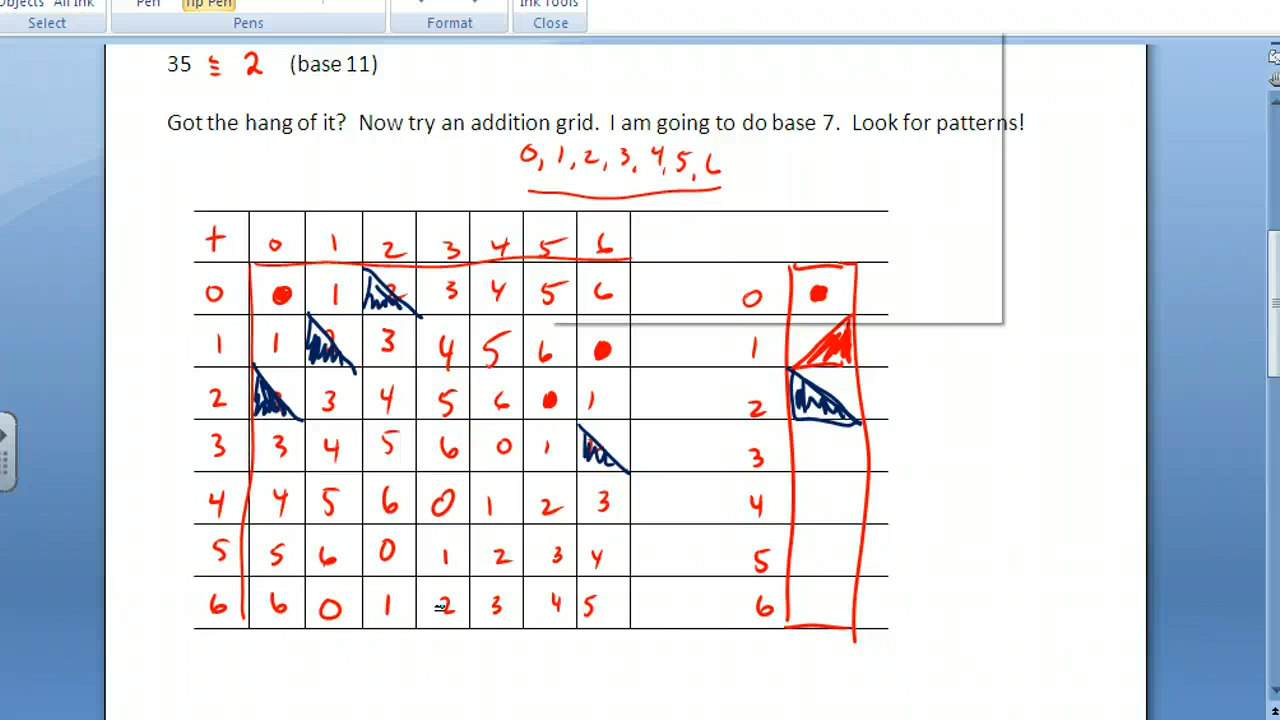 Objects All Ink Pen Tip Pen Ink Tools
Select Pens Format Close
35 ≡ 2 (base 11)
Got the hang of it? Now try an addition grid. I am going to do base 7. Look for patterns!
0, 1, 2, 3, 4, 5, 6
+ 0 1 2 3 4 5 6
0 1 3 4 5 6 0
1 1 3 4 5 6 1
2 3 4 5 6 1 2
3 3 4 5 6 0 1 3
4 4 5 6 0 1 2 3 4
5 5 6 0 1 2 3 4 5
6 6 0 1 2 3 4 5 6